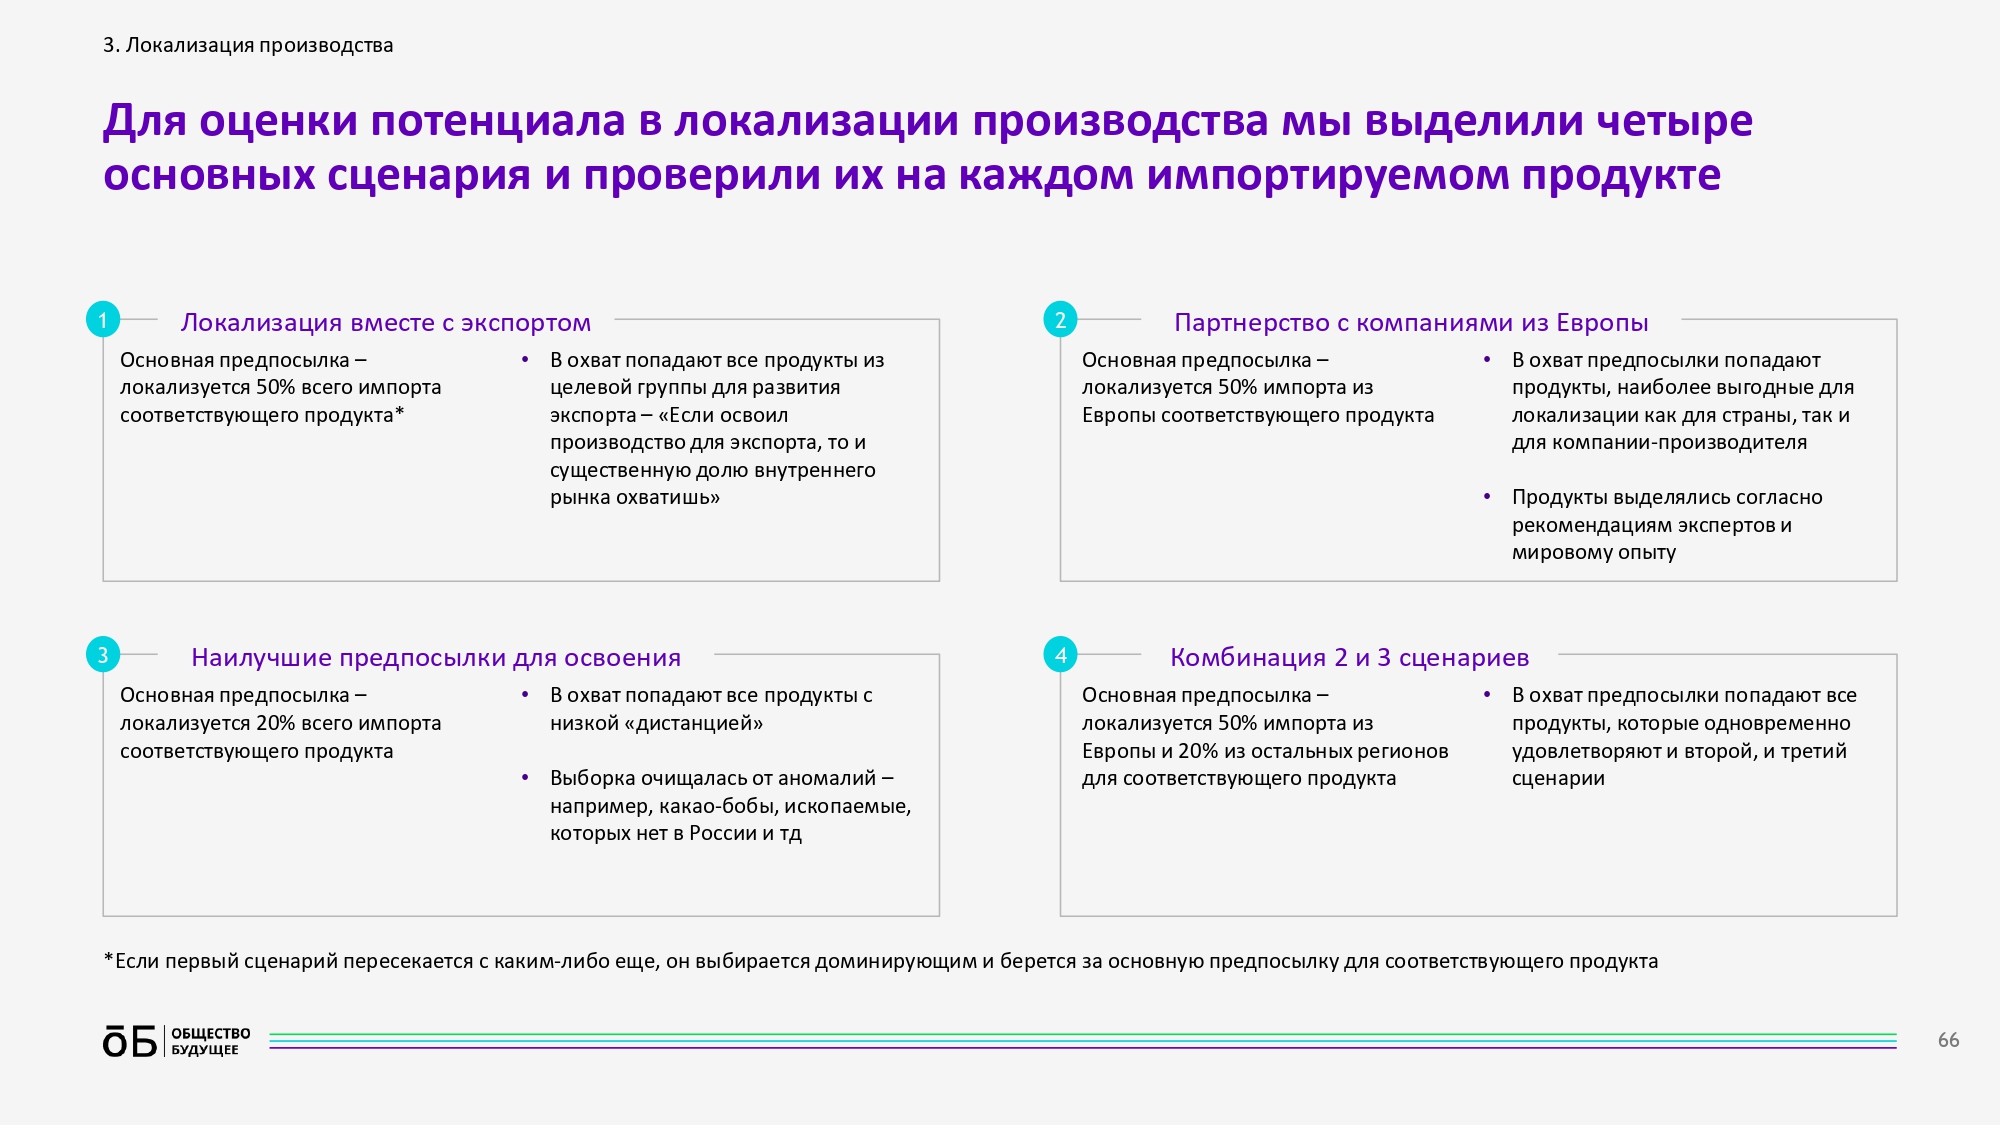 3. Локализация производства
Для оценки потенциала в локализации производства мы выделили четыре
основных сценария и проверили их на каждом импортируемом продукте
1
Локализация вместе с экспортом
Основная предпосылка –
локализуется 50% всего импорта
соответствующего продукта*
• В охват попадают все продукты из
целевой группы для развития
экспорта – «Если освоил
производство для экспорта, то и
существенную долю внутреннего
рынка охватишь»
2
Партнерство с компаниями из Европы
Основная предпосылка –
локализуется 50% импорта из
Европы соответствующего продукта
• В охват предпосылки попадают
продукты, наиболее выгодные для
локализации как для страны, так и
для компании-производителя
• Продукты выделялись согласно
рекомендациям экспертов и
мировому опыту
3
Наилучшие предпосылки для освоения
Основная предпосылка –
локализуется 20% всего импорта
соответствующего продукта
• В охват попадают все продукты с
низкой «дистанцией»
• Выборка очищалась от аномалий –
например, какао-бобы, ископаемые,
которых нет в России и тд
4
Комбинация 2 и 3 сценариев
Основная предпосылка –
локализуется 50% импорта из
Европы и 20% из остальных регионов
для соответствующего продукта
• В охват предпосылки попадают все
продукты, которые одновременно
удовлетворяют и второй, и третий
сценарии
*Если первый сценарий пересекается с каким-либо еще, он выбирается доминирующим и берется за основную предпосылку для соответствующего продукта
ōБ
ОБЩЕСТВО
БУДУЩЕЕ
66